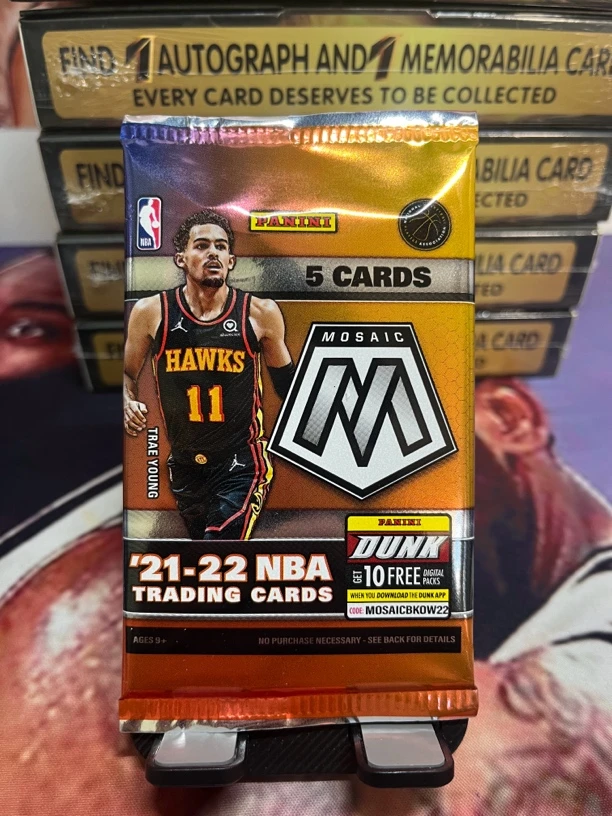 FIND 1 AUTOGRAPH AND 1 MEMORABILIA CAR
EVERY CARD DESERVES TO BE COLLECTED
FIND
ABILIA CARD
ECTED
ILIA CARD
TED
CARD
NBA
PANINI
5 CARDS
MOSAIC
M
HAWKS
11
TRAE YOUNG
PANINI
DUNK
GET 10 FREE DIGITAL PACKS
WHEN YOU DOWNLOAD THE DUNK APP
CODE: MOSAICBKOW22
'21-22 NBA
TRADING CARDS
AGES 9+
NO PURCHASE NECESSARY - SEE BACK FOR DETAILS